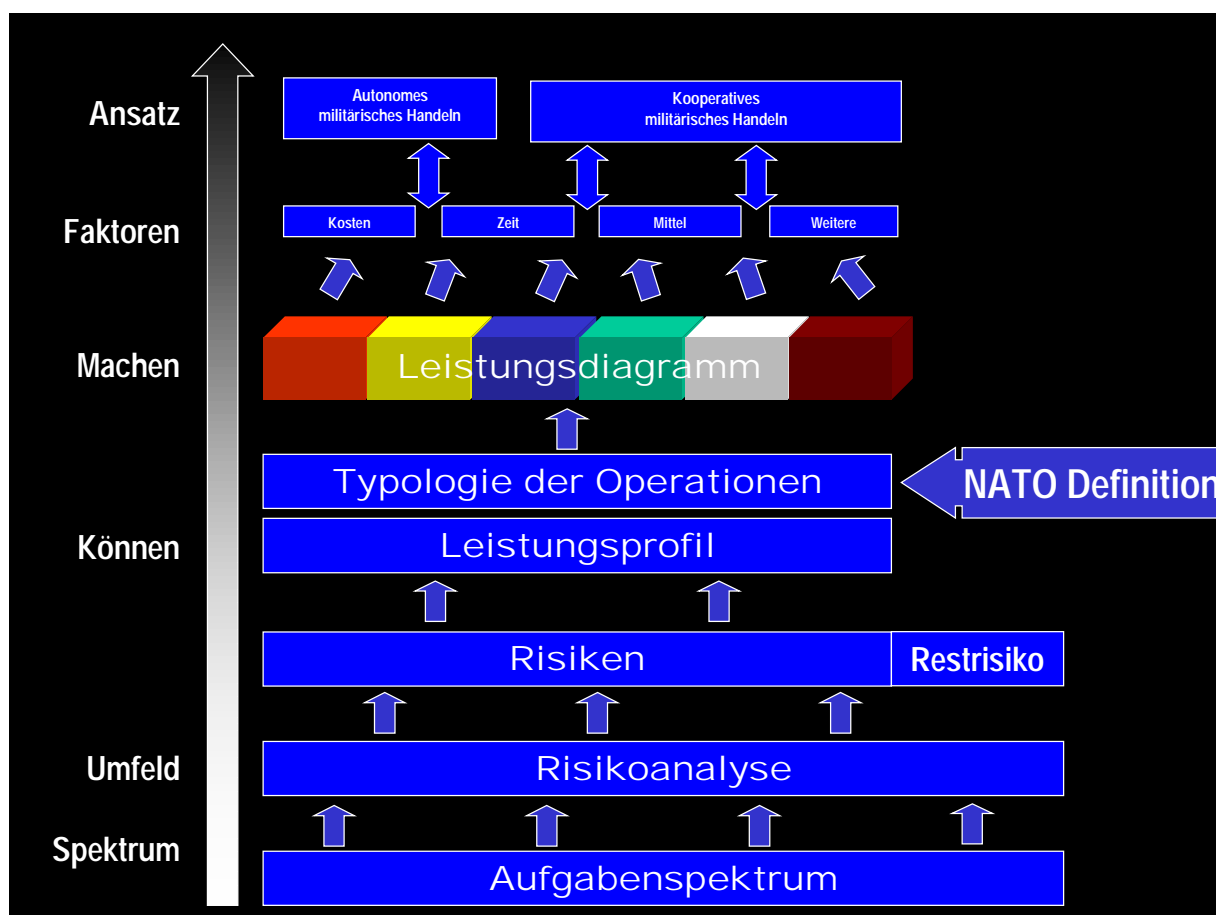 Ansatz
Autonomes
militärisches Handeln
Kooperatives
militärisches Handeln
Faktoren
Kosten
Zeit
Mittel
Weitere
Machen
Leistungsdiagramm
Typologie der Operationen
NATO Definition
Können
Leistungsprofil
Risiken
Restrisiko
Umfeld
Risikoanalyse
Spektrum
Aufgabenspektrum